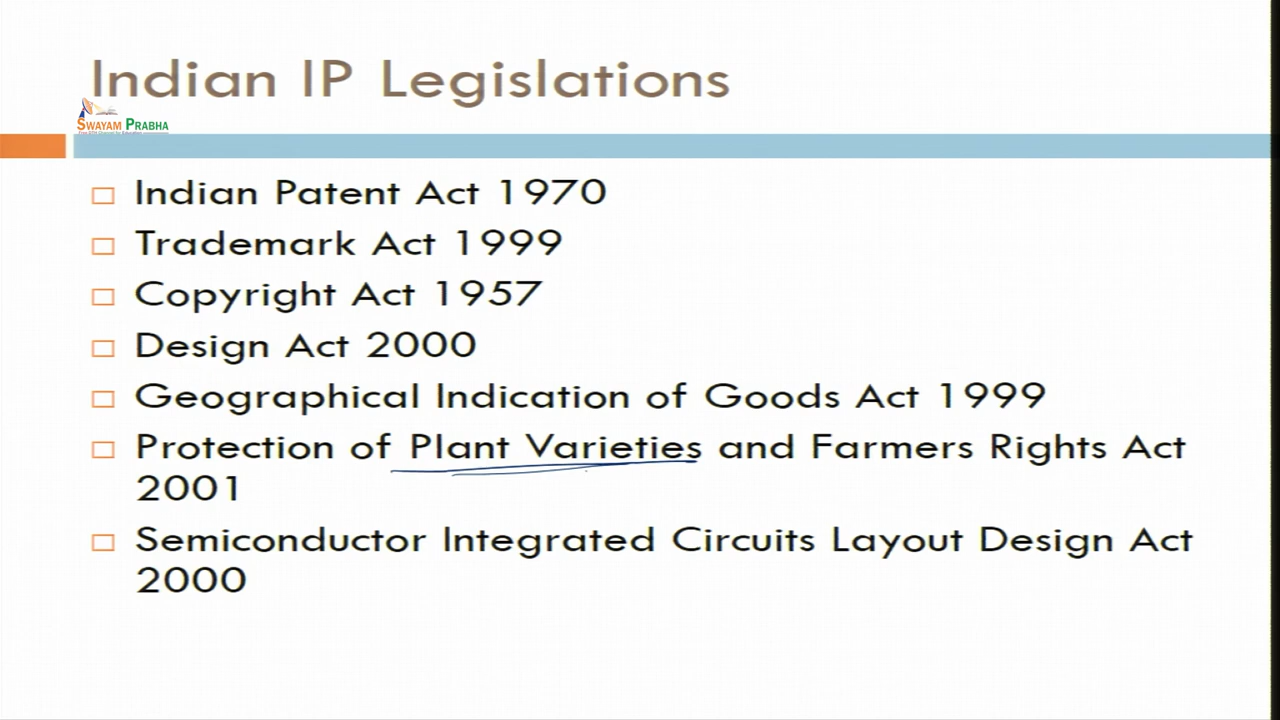 Indian IP Legislations
SWAYAM PRABHA
Indian Patent Act 1970
Trademark Act 1999
Copyright Act 1957
Design Act 2000
Geographical Indication of Goods Act 1999
Protection of Plant Varieties and Farmers Rights Act
2001
Semiconductor Integrated Circuits Layout Design Act
2000